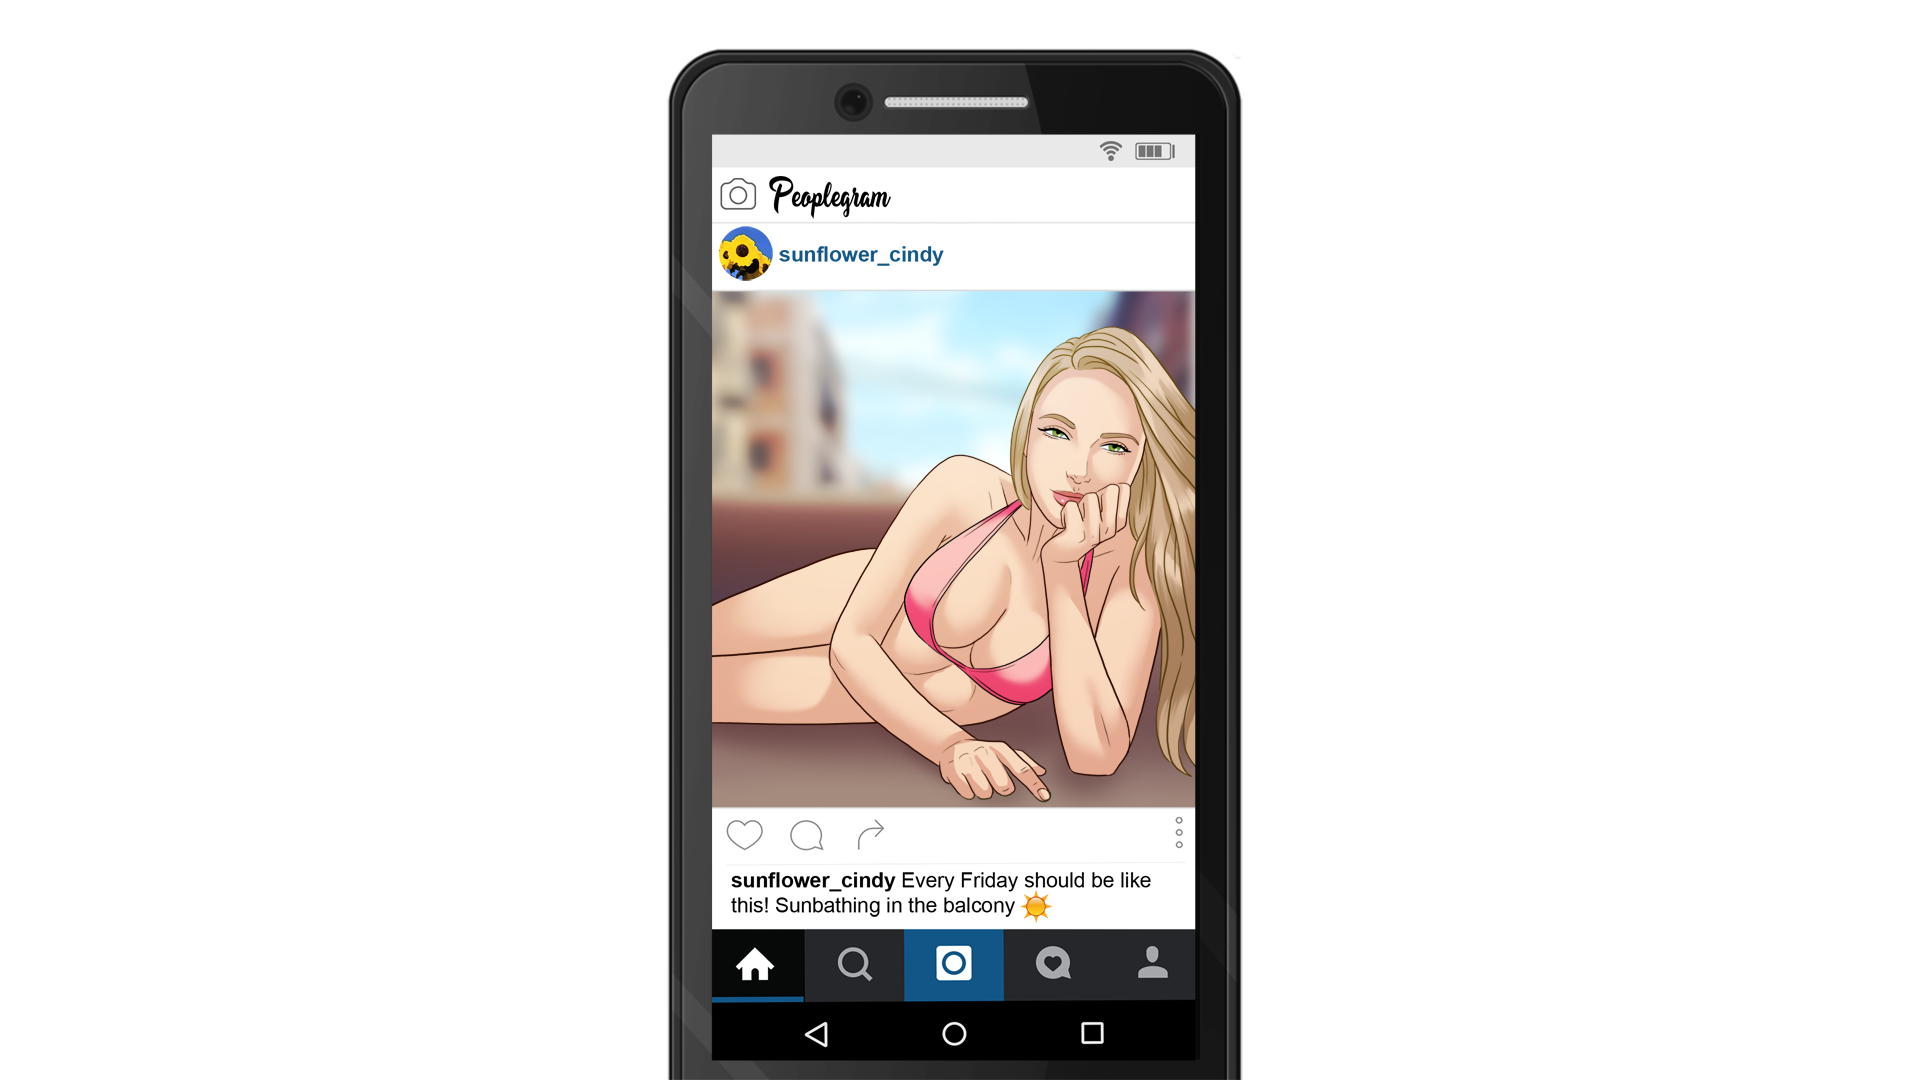 Peoplegram
sunflower_cindy
sunflower_cindy Every Friday should be like
this! Sunbathing in the balcony